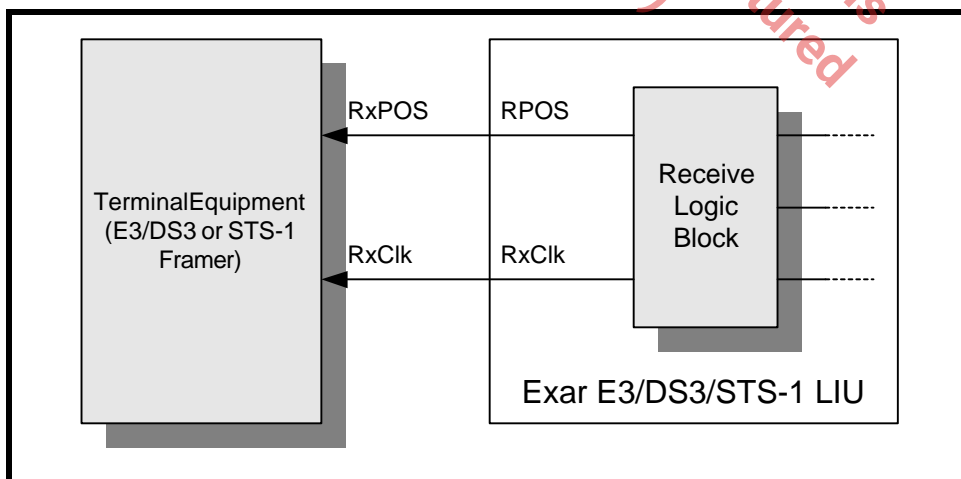 tured
RxPOS
RPOS
TerminalEquipment
(E3/DS3 or STS-1
Framer)
Receive
Logic
Block
RxClk
RxClk
Exar E3/DS3/STS-1 LIU